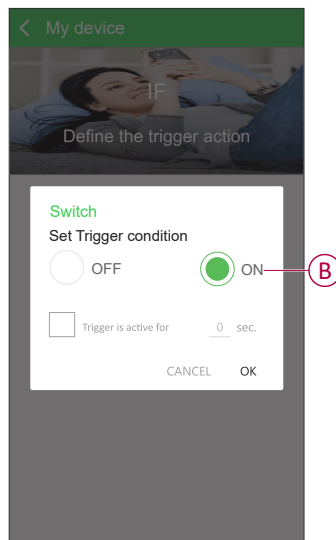 My device
IF
Define the trigger action
Switch
Set Trigger condition
OFF
ON
B
Trigger is active for 0 sec.
CANCEL OK